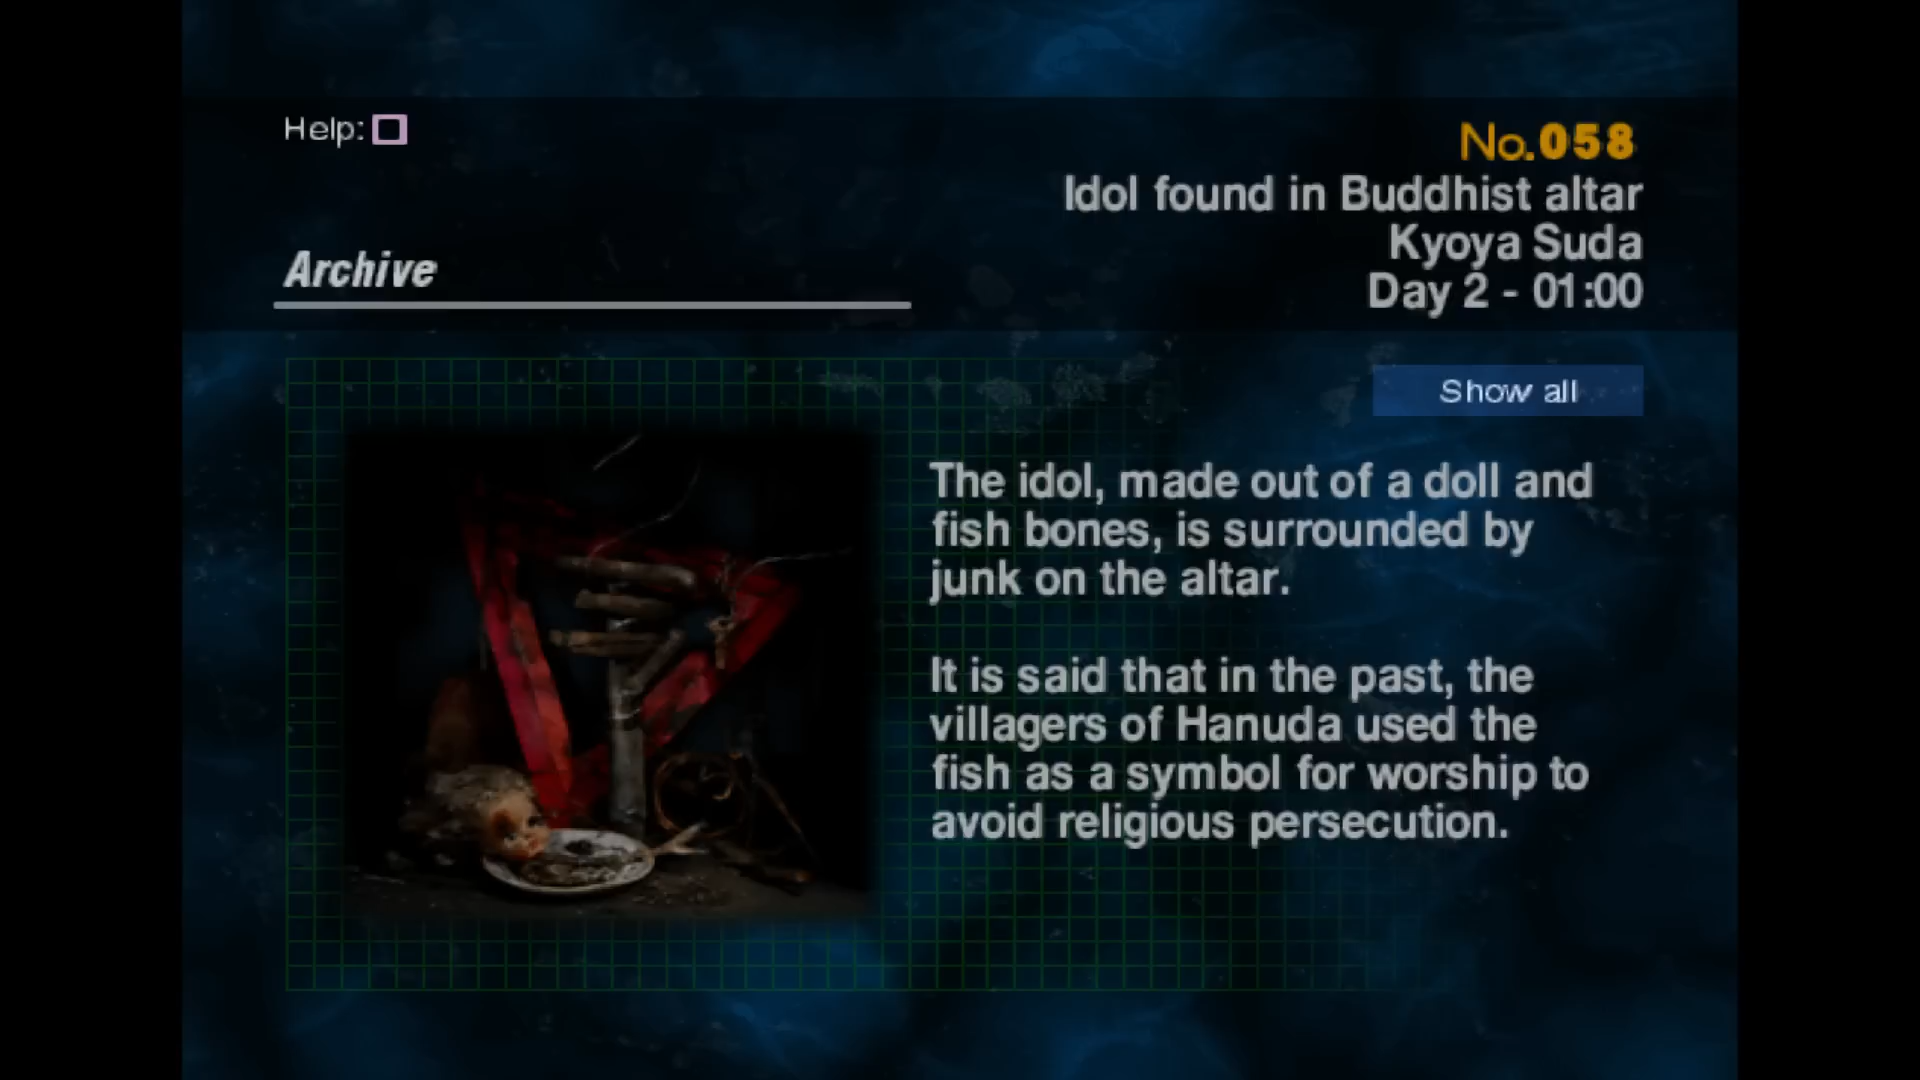 Help:
No.058
Idol found in Buddhist altar
Kyoya Suda
Day 2 - 01:00
Archive
Show all
The idol, made out of a doll and
fish bones, is surrounded by
junk on the altar.
It is said that in the past, the
villagers of Hanuda used the
fish as a symbol for worship to
avoid religious persecution.